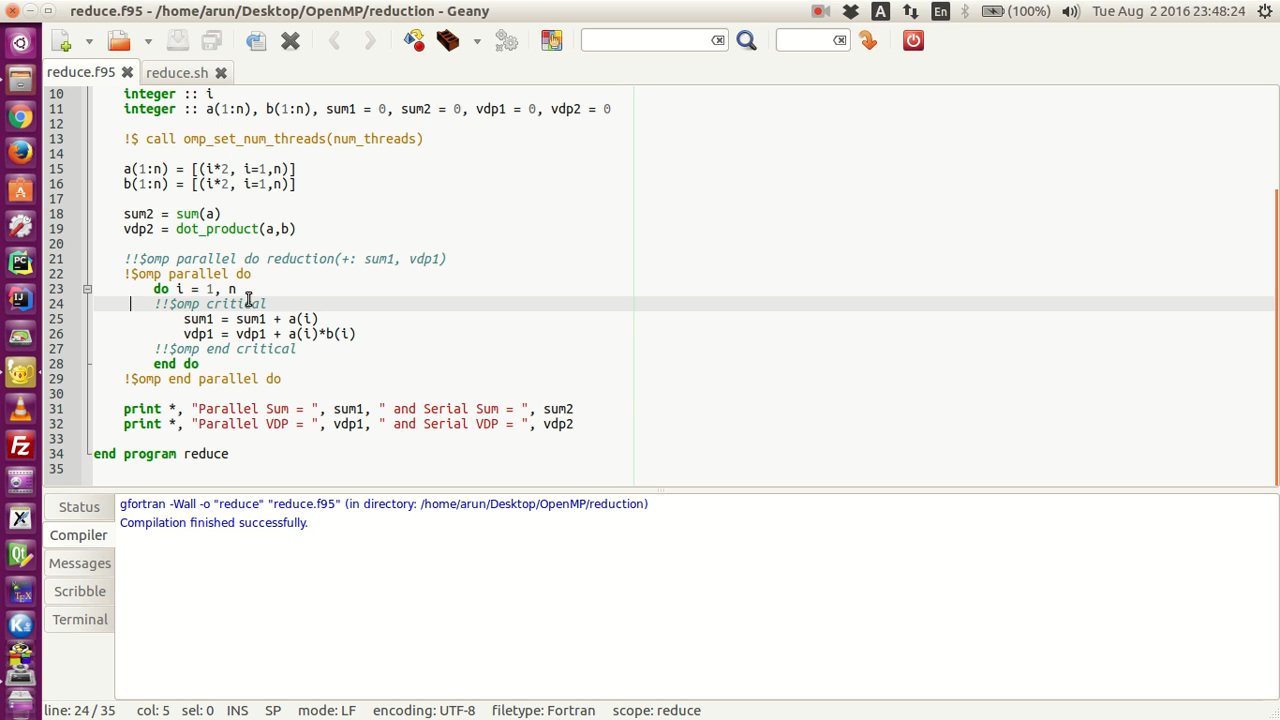 reduce.f95 - /home/arun/Desktop/OpenMP/reduction - Geany
A
En
(100%)
Tue Aug 2 2016 23:48:24
reduce.f95
reduce.sh
10 integer :: i
11 integer :: a(1:n), b(1:n), sum1 = 0, sum2 = 0, vdp1 = 0, vdp2 = 0
12
13 !$ call omp_set_num_threads(num_threads)
14
15 a(1:n) = [(i*2, i=1,n)]
16 b(1:n) = [(i*2, i=1,n)]
17
18 sum2 = sum(a)
19 vdp2 = dot_product(a,b)
20
21 !!$omp parallel do reduction(+: sum1, vdp1)
22 !$omp parallel do
23 do i = 1, n
24 !!$omp critical
25 sum1 = sum1 + a(i)
26 vdp1 = vdp1 + a(i)*b(i)
27 !!$omp end critical
28 end do
29 !$omp end parallel do
30
31 print *, "Parallel Sum = ", sum1, " and Serial Sum = ", sum2
32 print *, "Parallel VDP = ", vdp1, " and Serial VDP = ", vdp2
33
34 end program reduce
35
Status
Compiler
Messages
Scribble
Terminal
gfortran -Wall -o "reduce" "reduce.f95" (in directory: /home/arun/Desktop/OpenMP/reduction)
Compilation finished successfully.
line: 24 / 35 col: 5 sel: 0 INS SP mode: LF encoding: UTF-8 filetype: Fortran scope: reduce